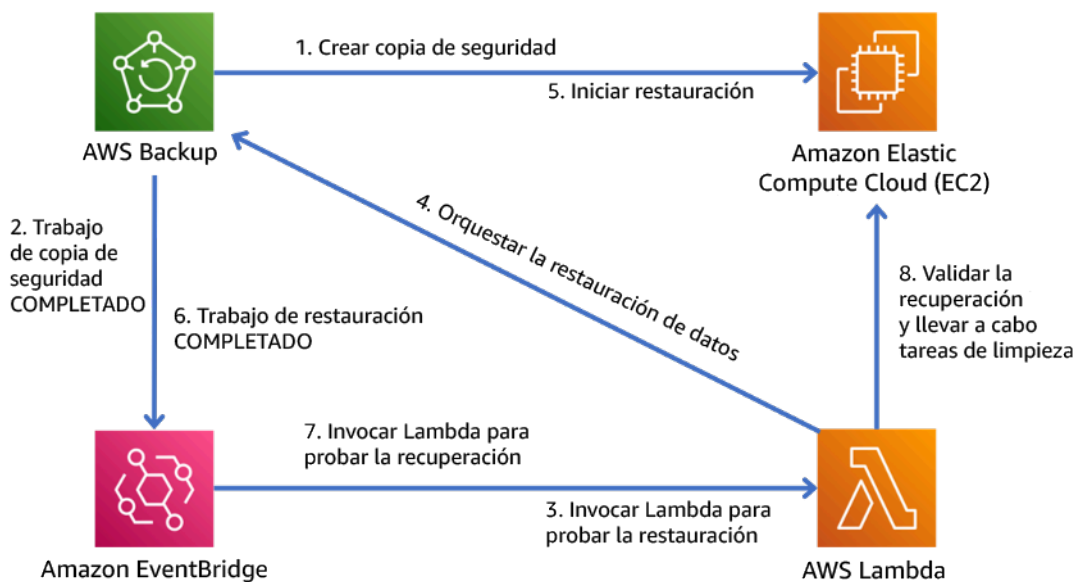 1. Crear copia de seguridad
5. Iniciar restauración
AWS Backup
Amazon Elastic
Compute Cloud (EC2)
2. Trabajo
de copia de
seguridad
COMPLETADO
6. Trabajo de restauración
COMPLETADO
4. Orquestar la restauración de datos
8. Validar la
recuperación
y llevar a cabo
tareas de limpieza
7. Invocar Lambda para
probar la recuperación
3. Invocar Lambda para
probar la restauración
Amazon EventBridge
AWS Lambda